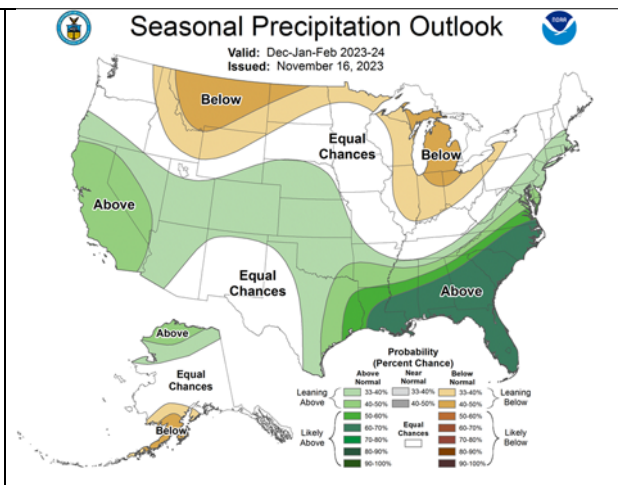 Seasonal Precipitation Outlook
Valid: Dec-Jan-Feb 2023-24
Issued: November 16, 2023
Below
Equal
Chances
Below
Above
Equal
Chances
Above
Above
Equal
Chances
Below
Probability
(Percent Chance)
Above Normal
Near Normal
Below Normal
Leaning Above
33-40% 33-40% 33-40%
40-50% 40-50% 40-50%
Leaning Below
Likely Above
50-60% 50-60%
60-70% 60-70%
70-80% Equal Chances 70-80%
80-90% 80-90%
90-100% 90-100%
Likely Below